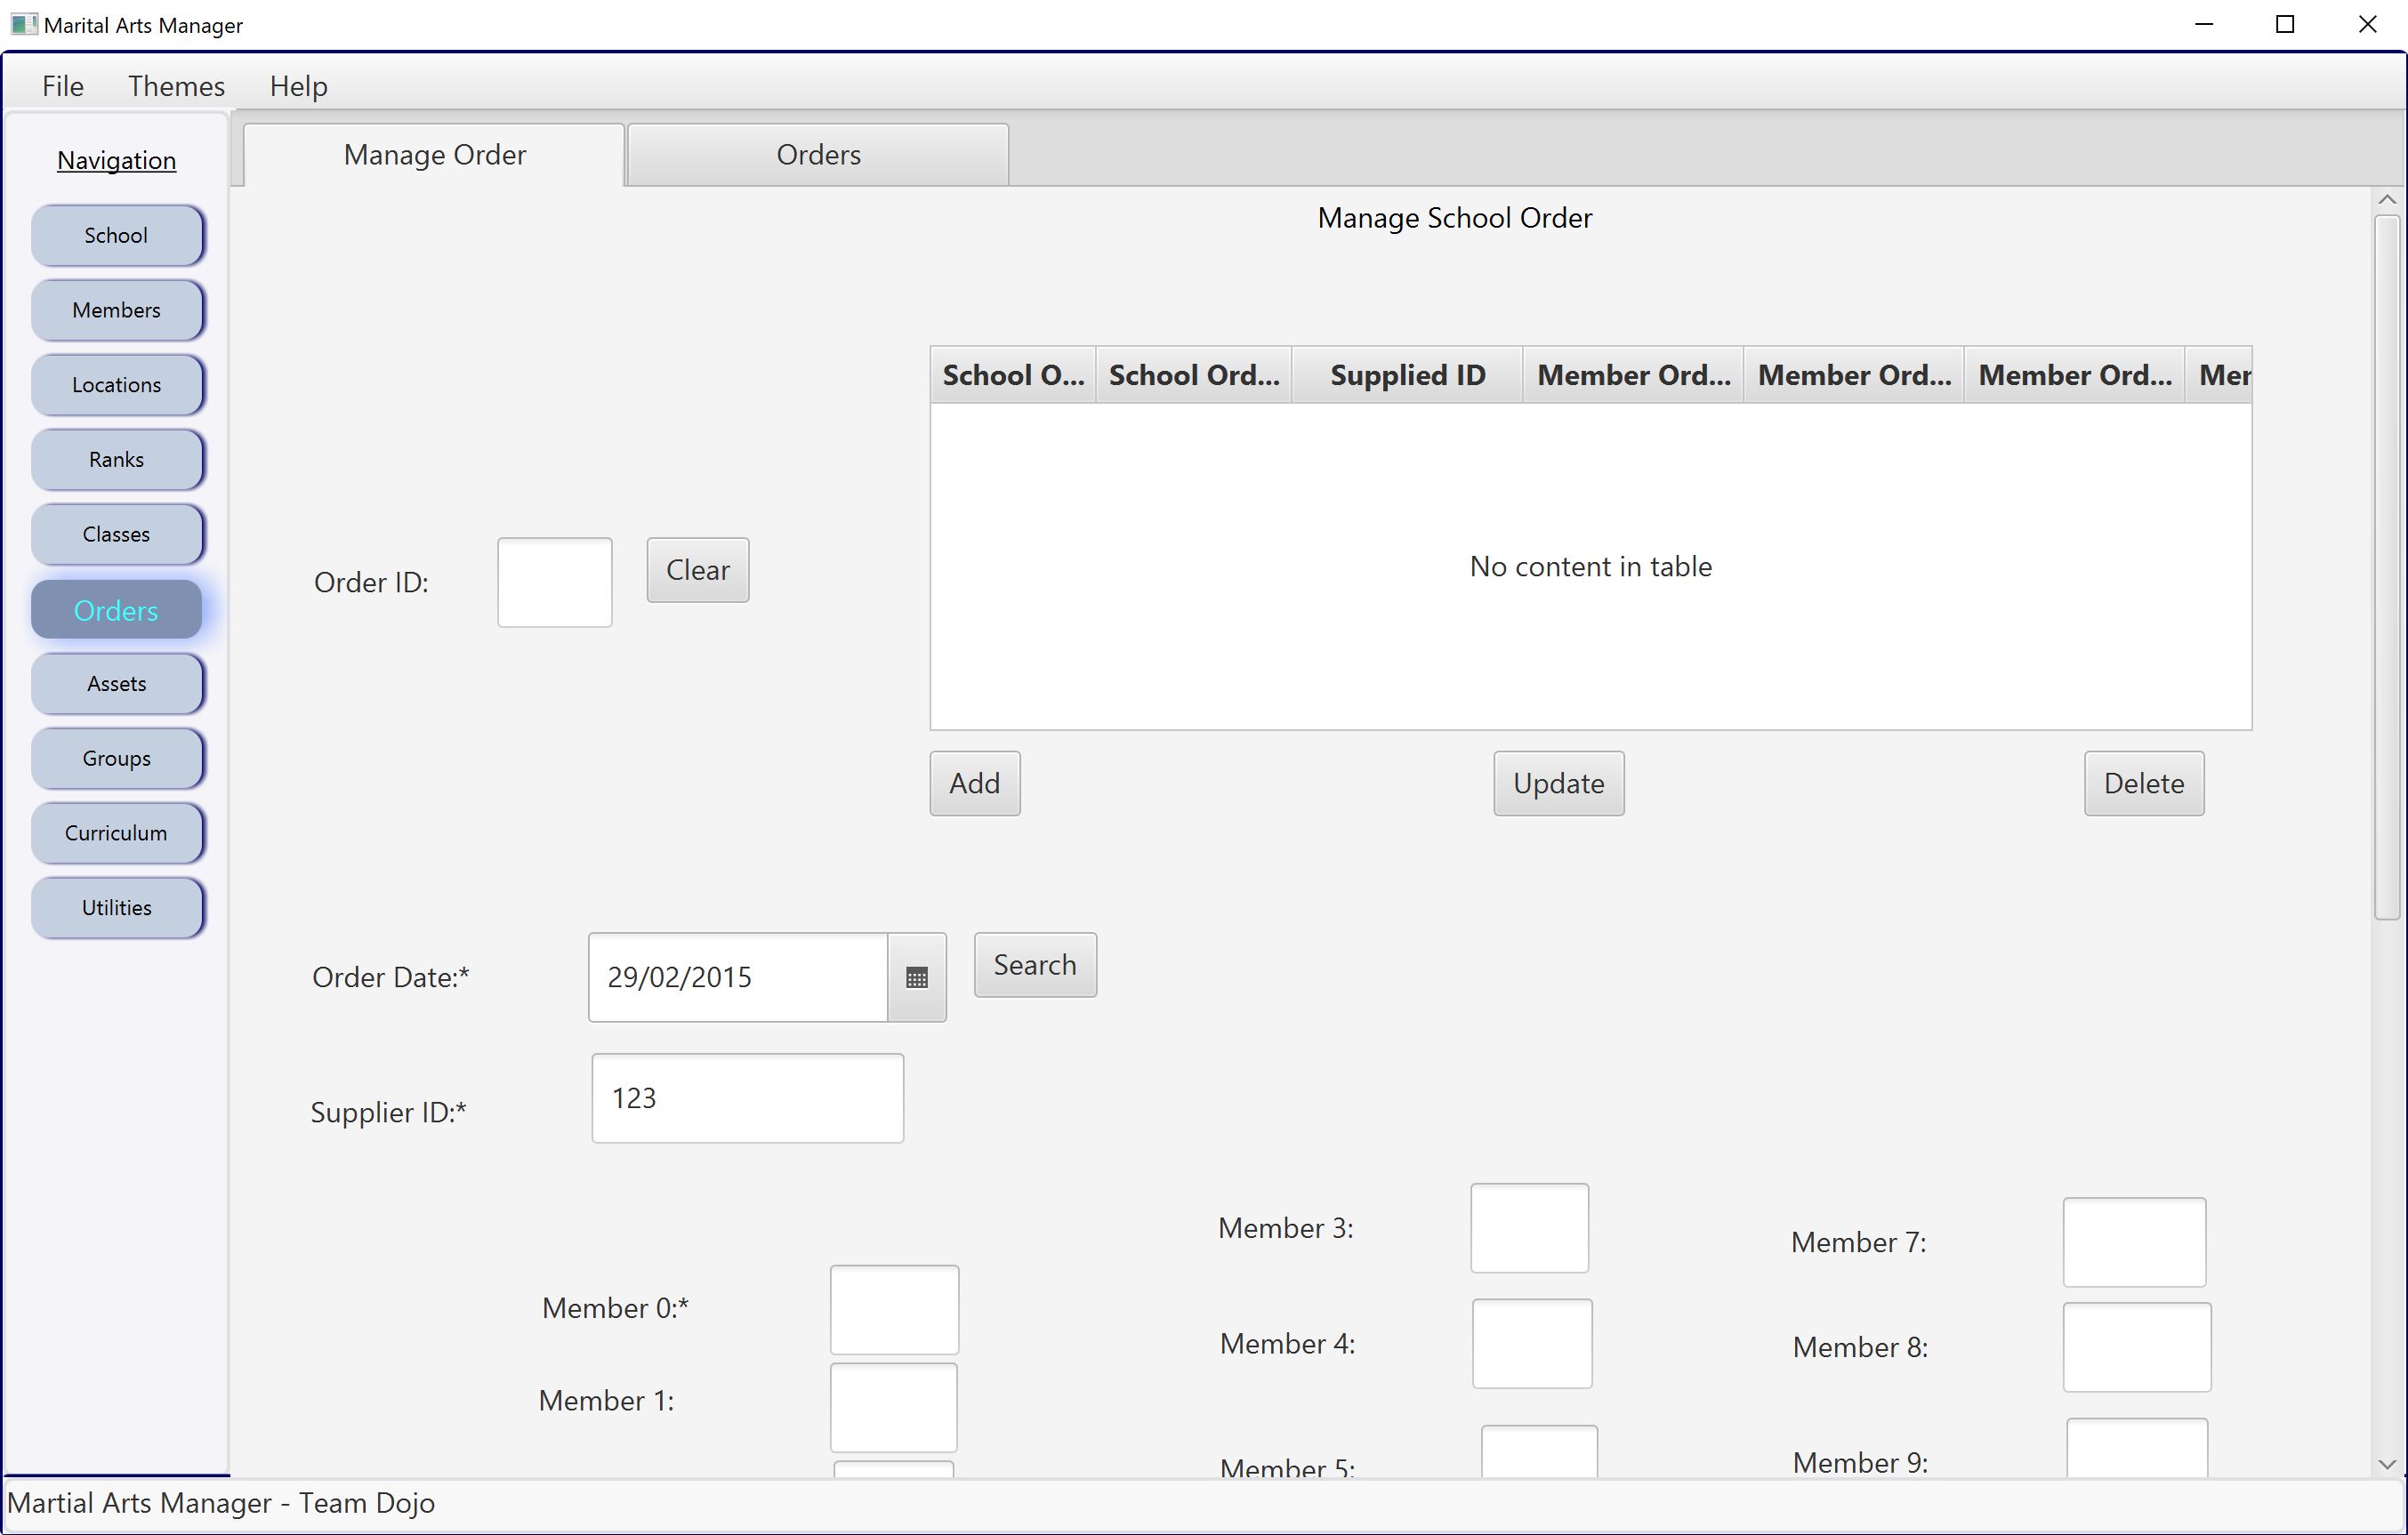 Marital Arts Manager
File Themes Help
Navigation
School
Members
Locations
Ranks
Classes
Orders
Assets
Groups
Curriculum
Utilities
Manage Order
Orders
Manage School Order
School O... School Ord... Supplied ID Member Ord... Member Ord... Member Ord... Mer
No content in table
Order ID:
Clear
Add
Update
Delete
Order Date:* 29/02/2015 Search
Supplier ID:* 123
Member 0:*
Member 1:
Member 3:
Member 4:
Member 5:
Member 7:
Member 8:
Member 9:
Martial Arts Manager - Team Dojo